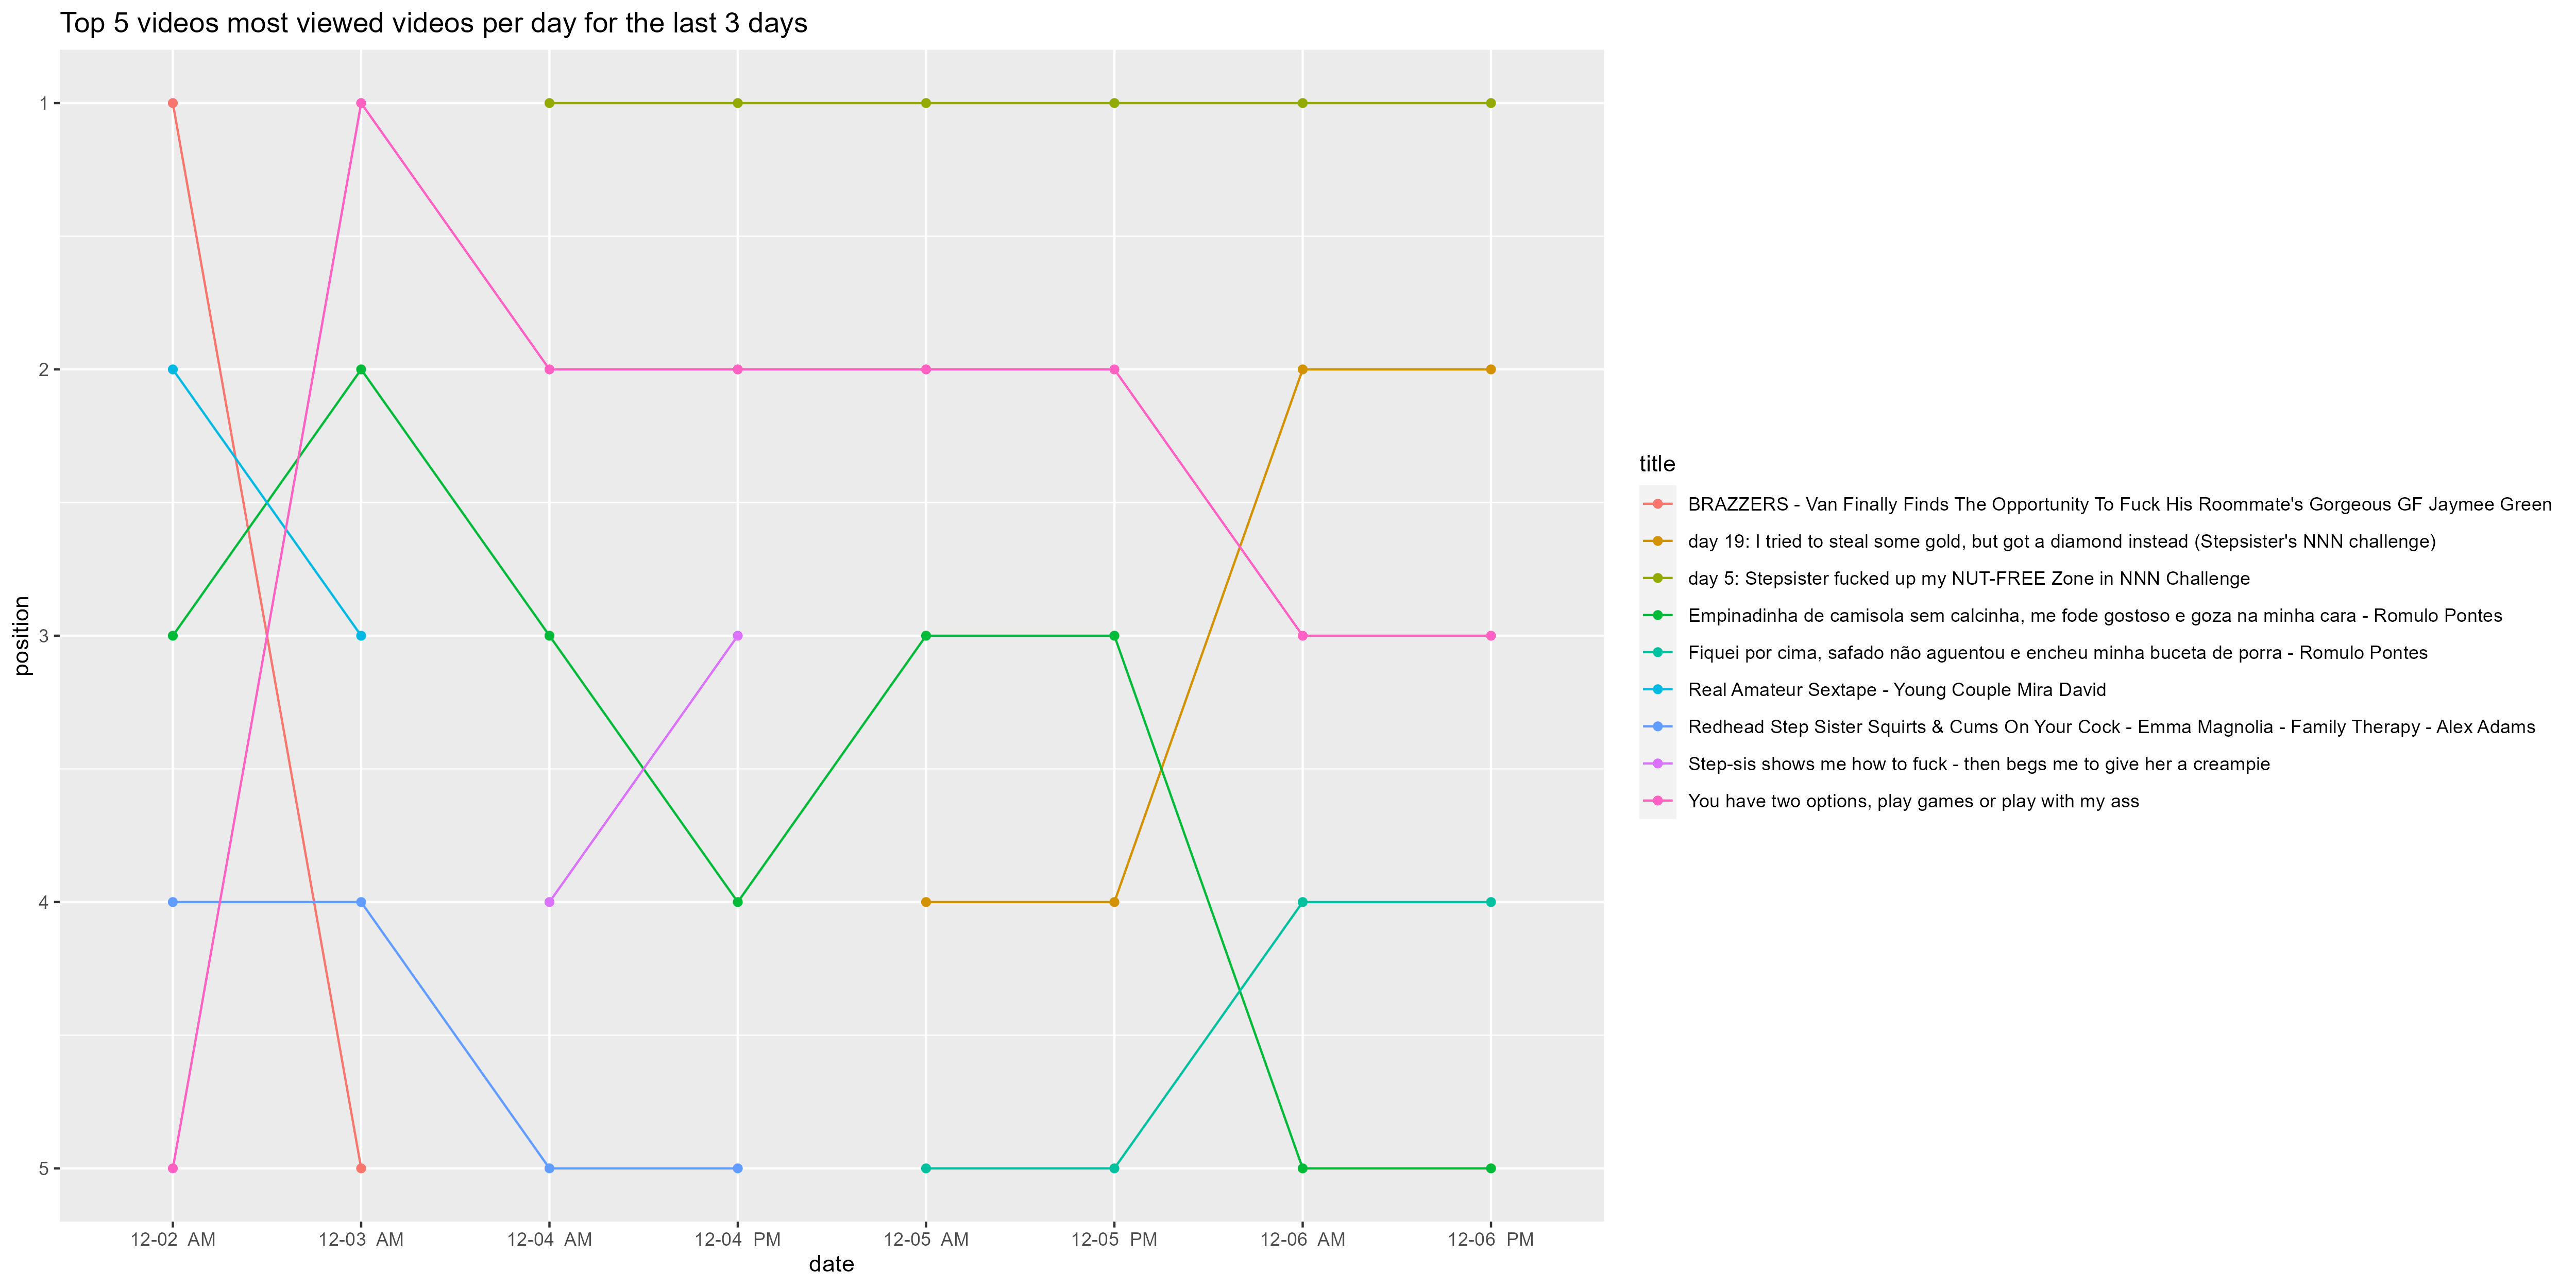 Top 5 videos most viewed videos per day for the last 3 days
position
1
2
3
4
5
12-02 AM
12-03 AM
12-04 AM
12-04 PM
12-05 AM
12-05 PM
12-06 AM
12-06 PM
date
title
BRAZZERS - Van Finally Finds The Opportunity To Fuck His Roommate's Gorgeous GF Jaymee Green
day 19: I tried to steal some gold, but got a diamond instead (Stepsister's NNN challenge)
day 5: Stepsister fucked up my NUT-FREE Zone in NNN Challenge
Empinadinha de camisola sem calcinha, me fode gostoso e goza na minha cara - Romulo Pontes
Fiquei por cima, safado não aguentou e encheu minha buceta de porra - Romulo Pontes
Real Amateur Sextape - Young Couple Mira David
Redhead Step Sister Squirts & Cums On Your Cock - Emma Magnolia - Family Therapy - Alex Adams
Step-sis shows me how to fuck - then begs me to give her a creampie
You have two options, play games or play with my ass